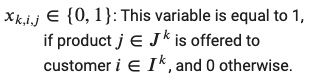 x_{k,i,j} ∈ {0, 1}: This variable is equal to 1,
if product j ∈ J^k is offered to
customer i ∈ I^k, and 0 otherwise.